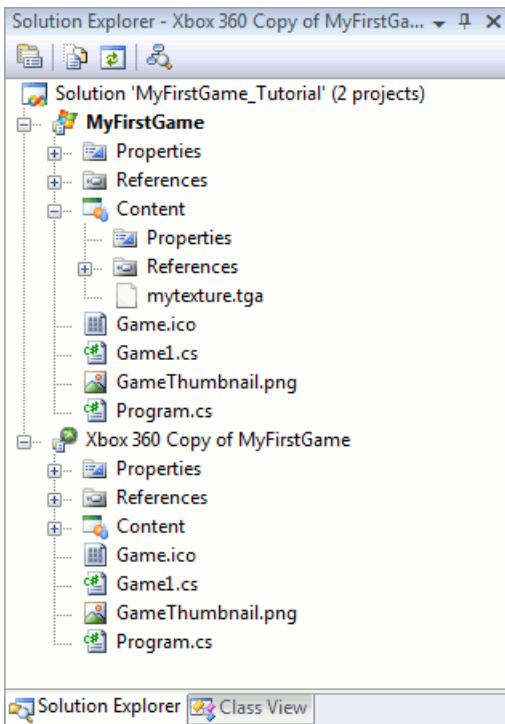 Solution Explorer - Xbox 360 Copy of MyFirstGa...
Solution 'MyFirstGame_Tutorial' (2 projects)
MyFirstGame
Properties
References
Content
Properties
References
mytexture.tga
Game.ico
Game1.cs
GameThumbnail.png
Program.cs
Xbox 360 Copy of MyFirstGame
Properties
References
Content
Game.ico
Game1.cs
GameThumbnail.png
Program.cs
Solution Explorer Class View